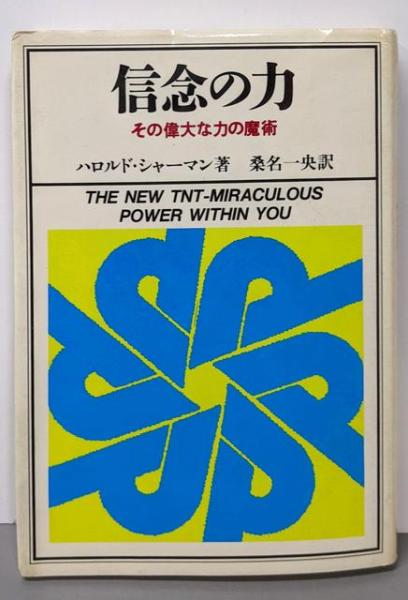 信念の力
その偉大な力の魔術
ハロルド・シャーマン著　桑名一央訳
THE NEW TNT-MIRACULOUS
POWER WITHIN YOU